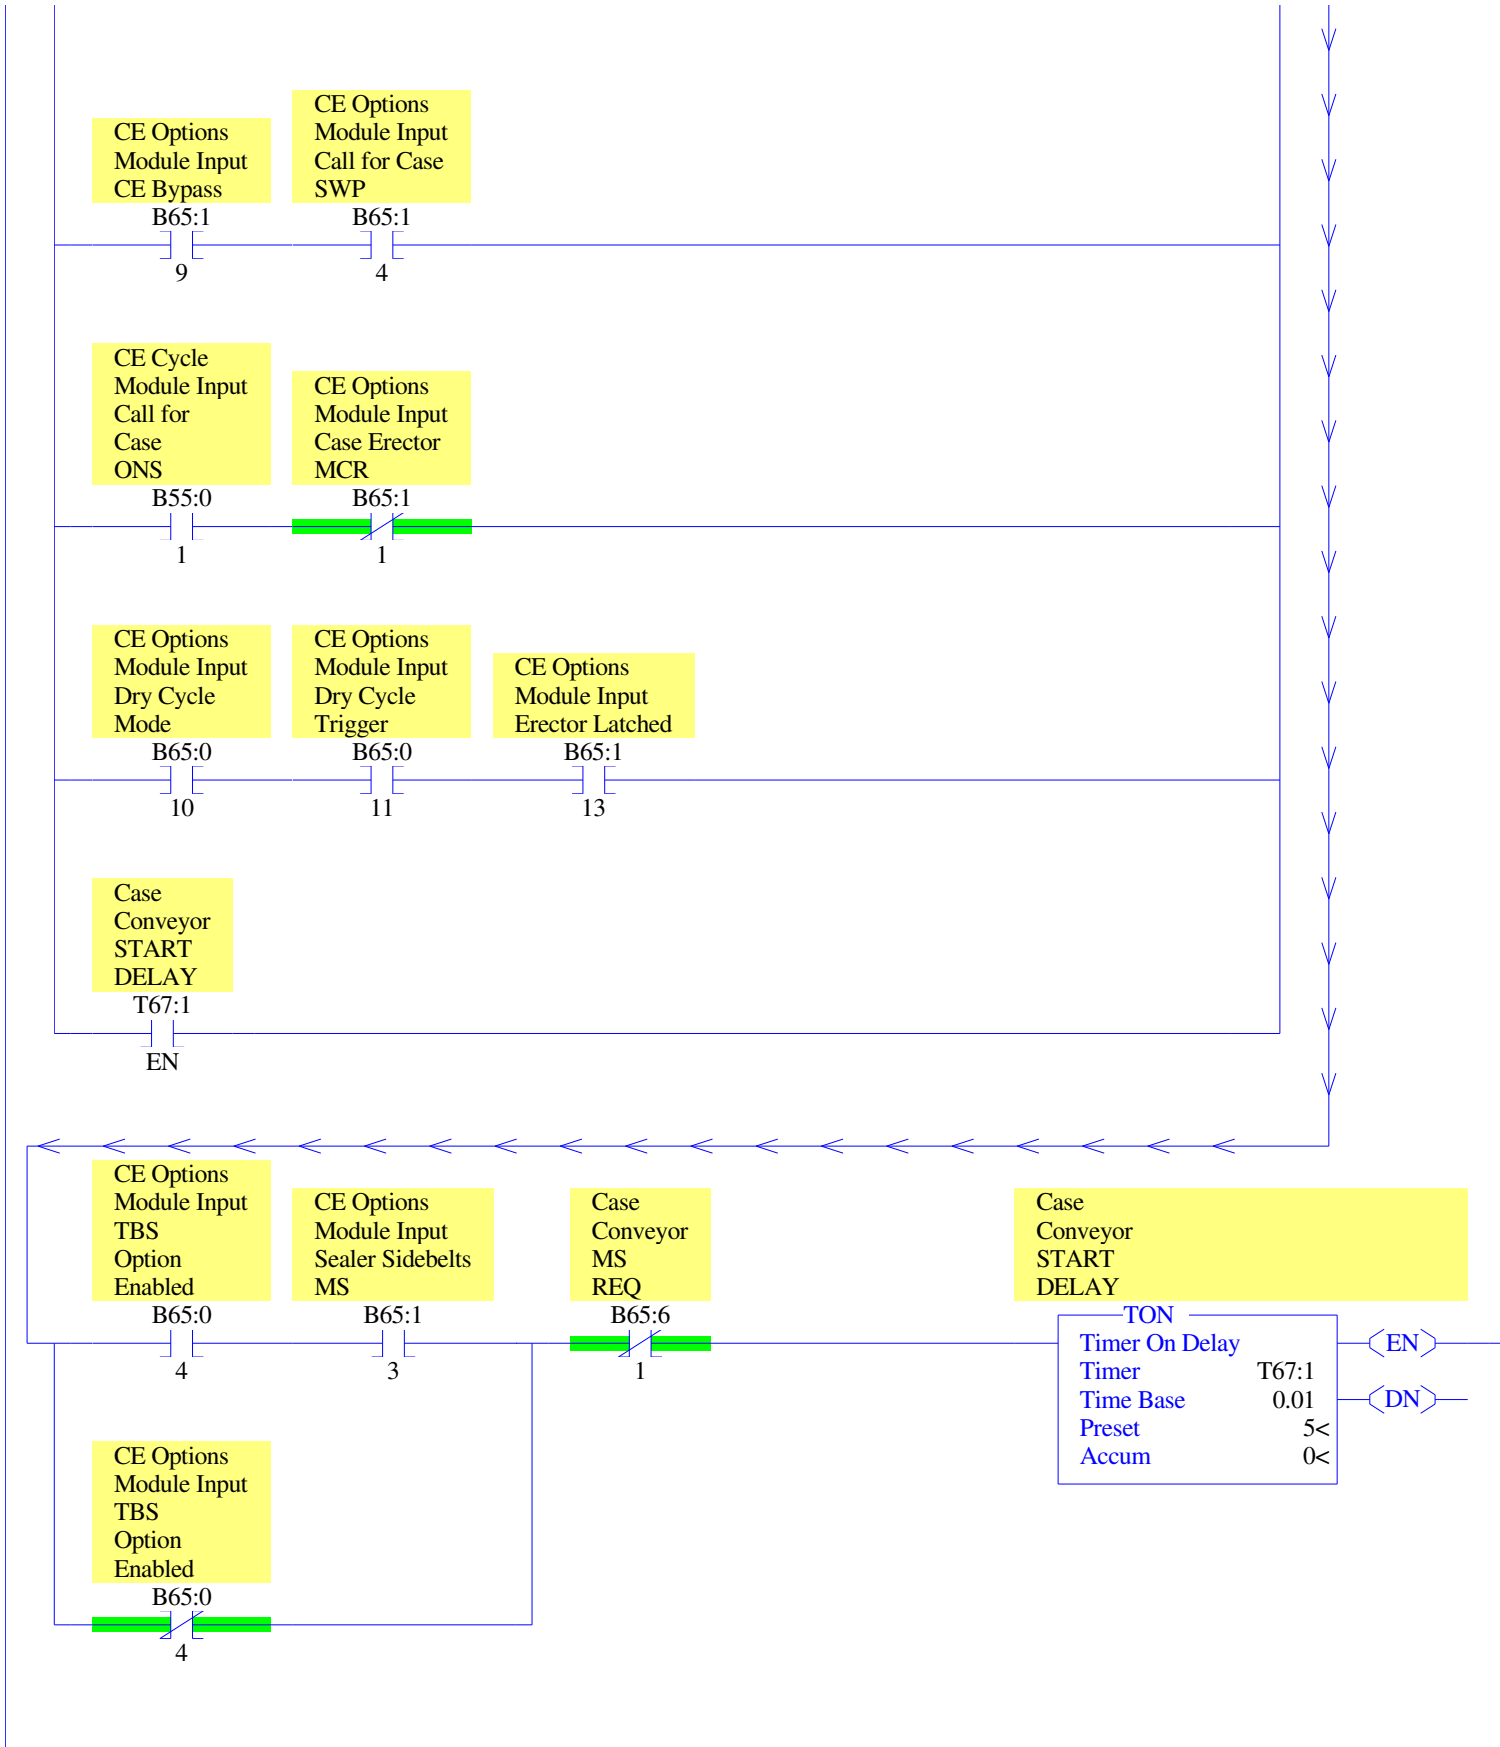 CE Options
Module Input
CE Bypass
B65:1
9
CE Options
Module Input
Call for Case
SWP
B65:1
4
CE Cycle
Module Input
Call for
Case
ONS
B55:0
1
CE Options
Module Input
Case Erector
MCR
B65:1
1
CE Options
Module Input
Dry Cycle
Mode
B65:0
10
CE Options
Module Input
Dry Cycle
Trigger
B65:0
11
CE Options
Module Input
Erector Latched
B65:1
13
Case
Conveyor
START
DELAY
T67:1
EN
CE Options
Module Input
TBS
Option
Enabled
B65:0
4
CE Options
Module Input
Sealer Sidebelts
MS
B65:1
3
Case
Conveyor
MS
REQ
B65:6
1
Case
Conveyor
START
DELAY
TON
Timer On Delay
Timer T67:1
Time Base 0.01
Preset 5<
Accum 0<
EN
DN
CE Options
Module Input
TBS
Option
Enabled
B65:0
4